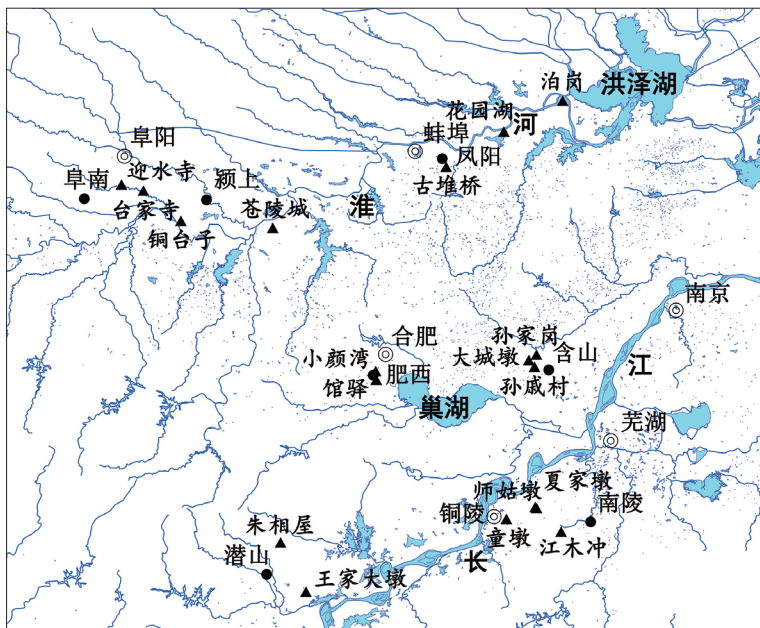 泊岗
洪泽湖
花园湖
河
蚌埠
凤阳
古堆桥
阜阳
迎水寺
阜南
颍上
台家寺
苍陵城
铜台子
淮
南京
孙家岗
合肥
大城墩
含山
小颜湾
肥西
馆驿
孙戚村
江
巢湖
芜湖
夏家墩
师姑墩
南陵
铜陵
童墩
江木冲
朱相屋
长
潜山
王家大墩